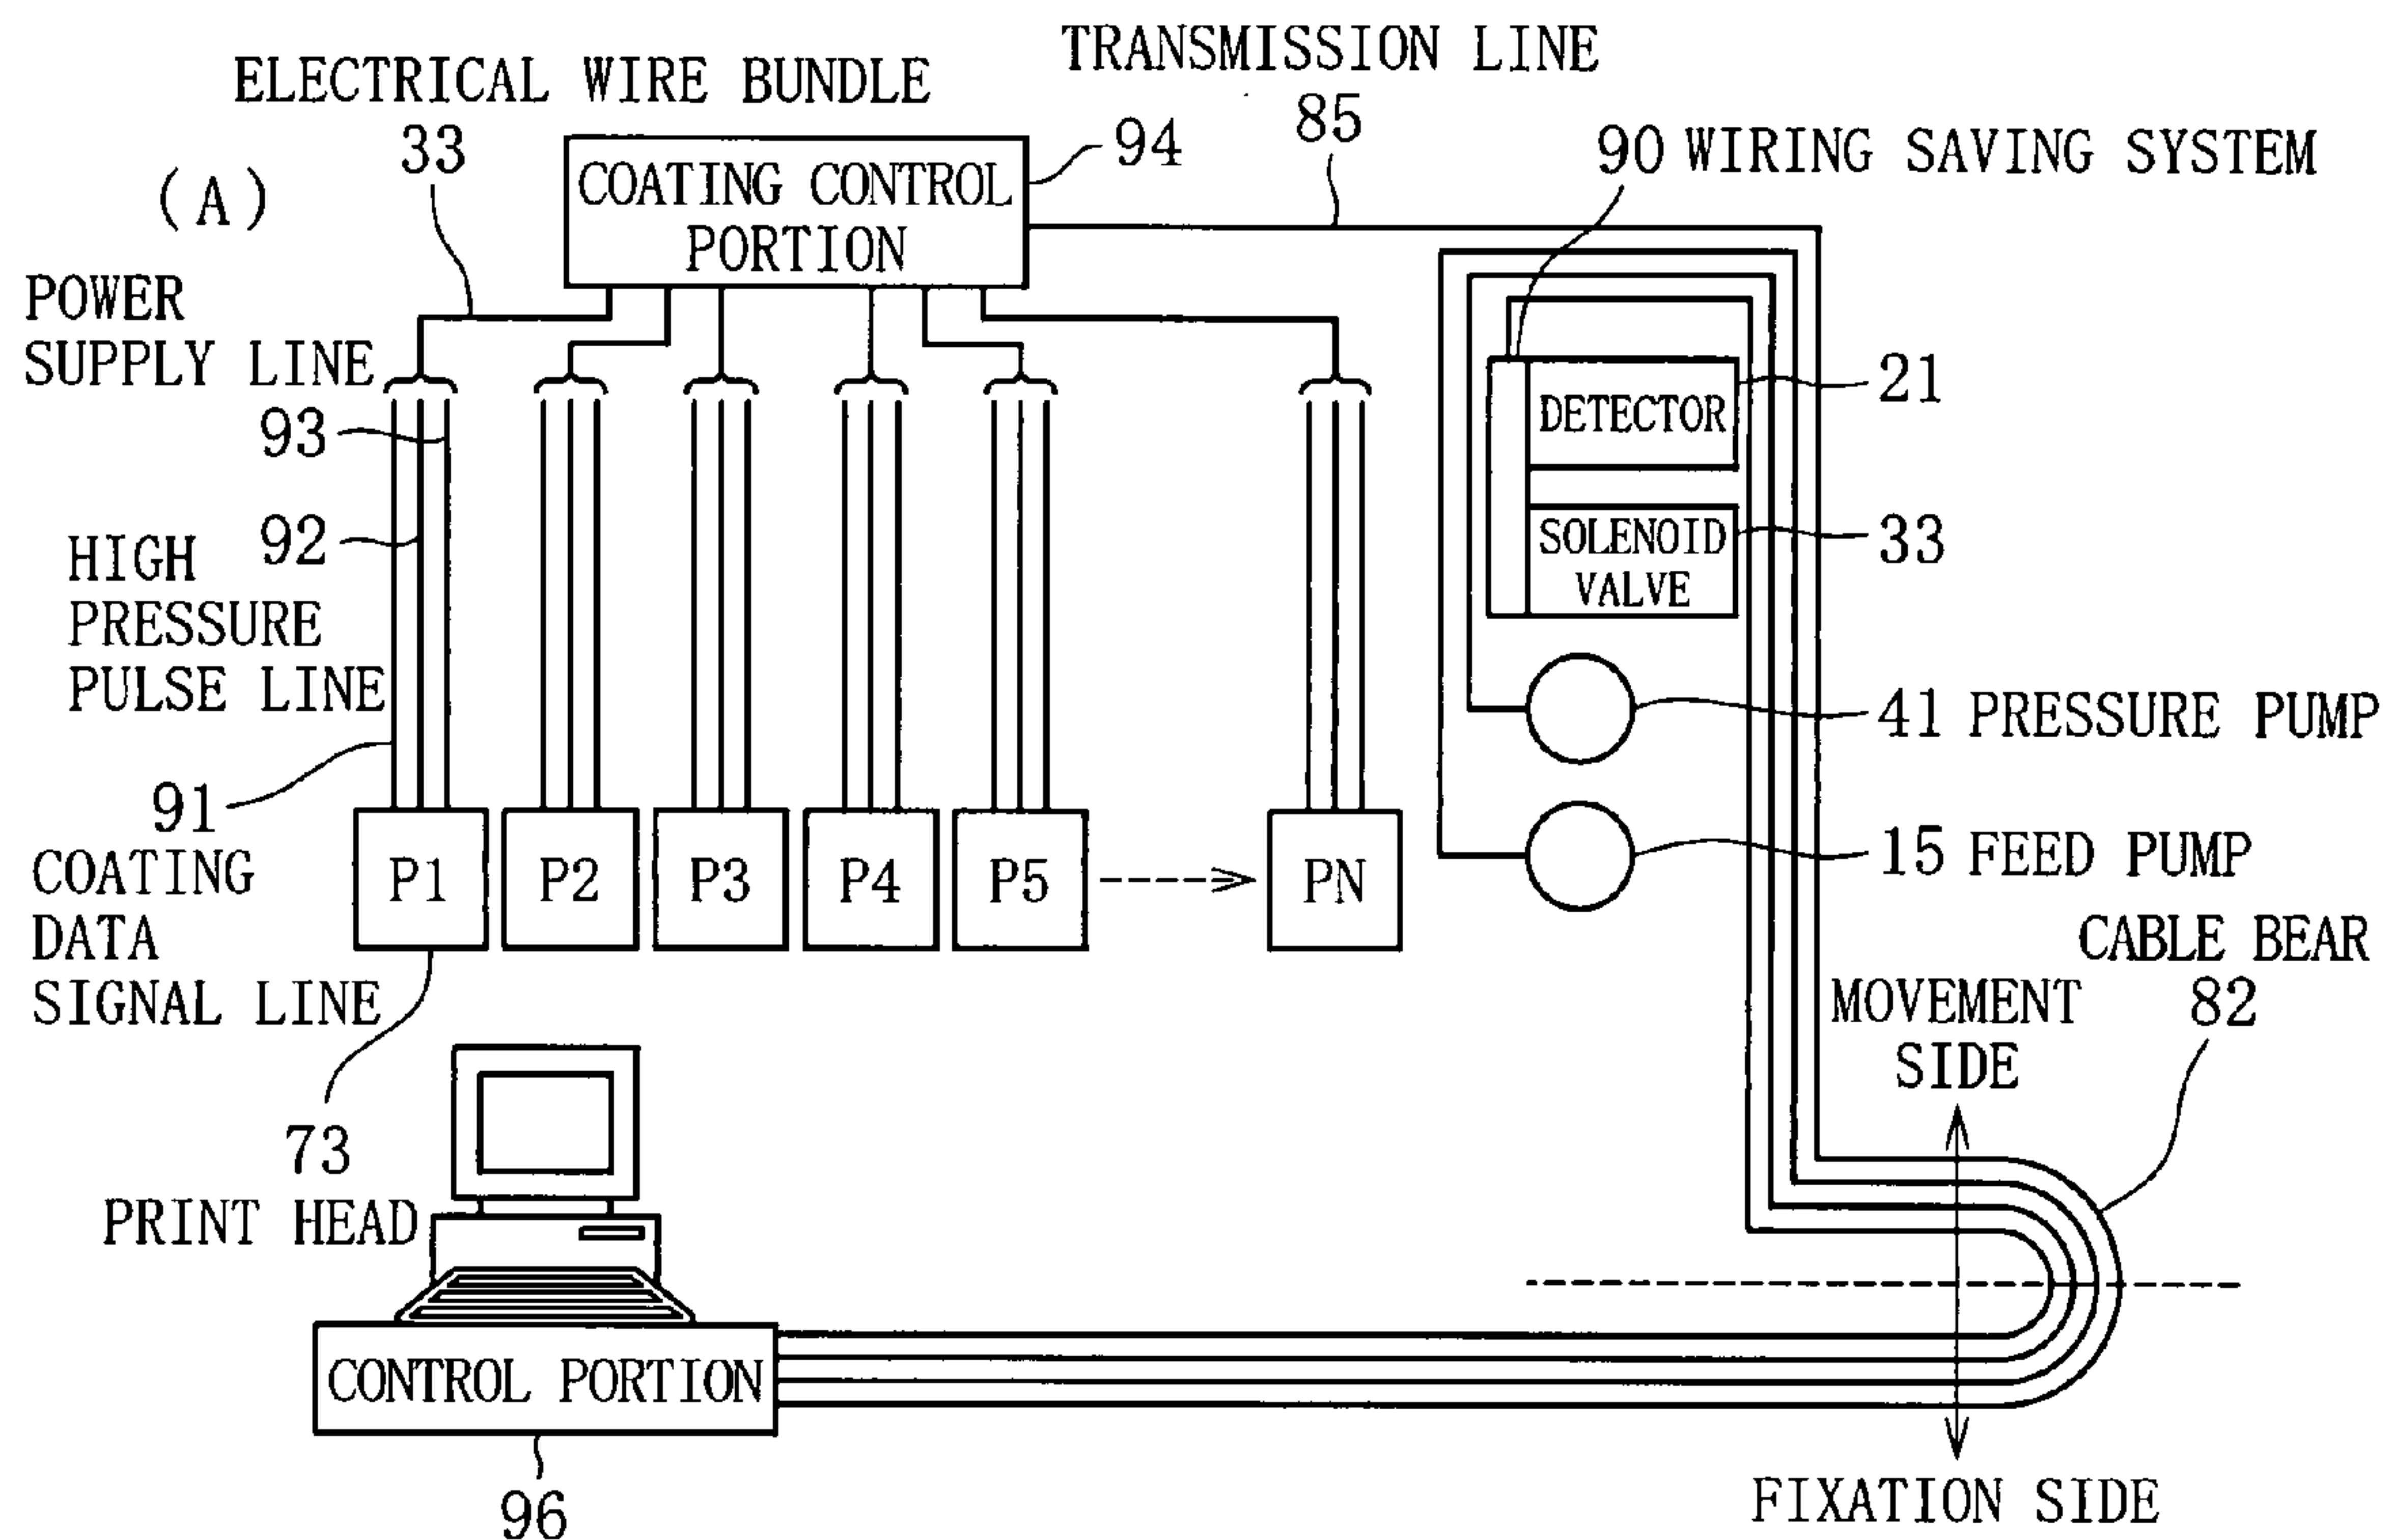 TRANSMISSION LINE
85
ELECTRICAL WIRE BUNDLE
33
(A)
COATING CONTROL
PORTION
94
90 WIRING SAVING SYSTEM
POWER
SUPPLY LINE
93
92
HIGH
PRESSURE
PULSE LINE
91
COATING
DATA
SIGNAL LINE
P1
P2
P3
P4
P5
PN
73
PRINT HEAD
DETECTOR
21
SOLENOID
VALVE
33
41 PRESSURE PUMP
15 FEED PUMP
CABLE BEAR
82
MOVEMENT
SIDE
CONTROL PORTION
96
FIXATION SIDE